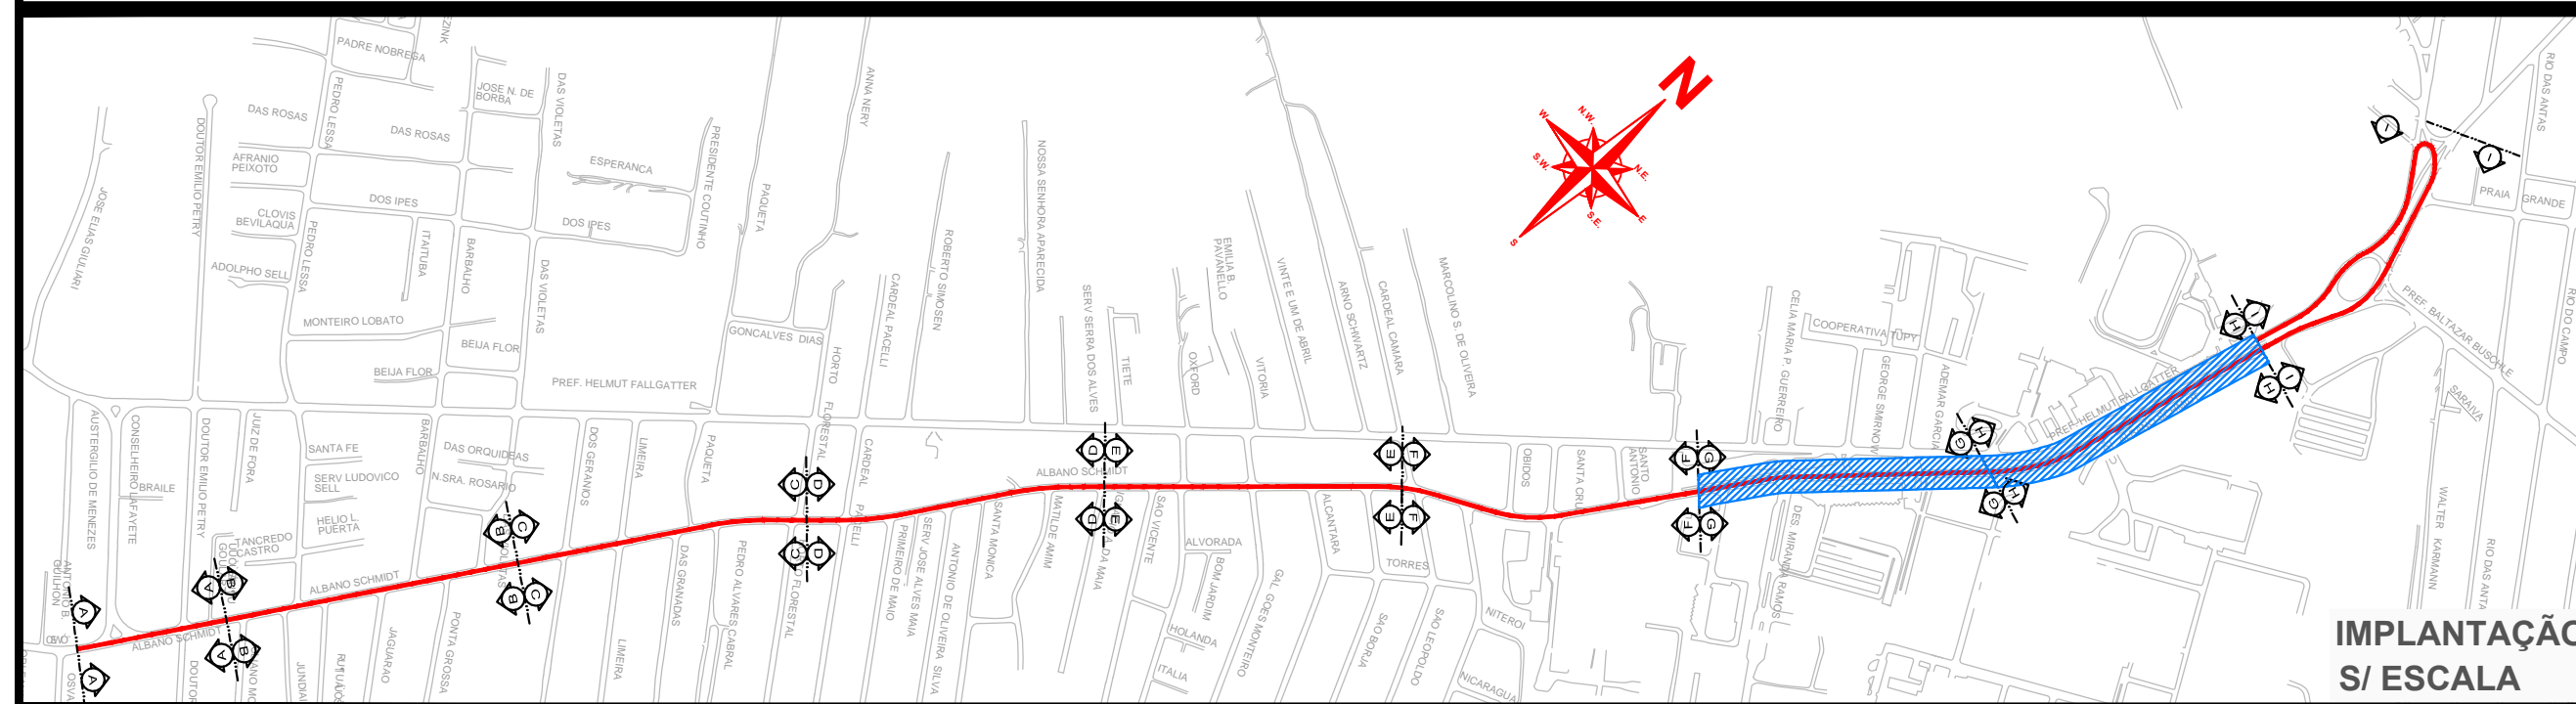 PADRE NOBREGA
EZINK
JOSE N. DE
BORBA
DAS VIOLETAS
ANNA NERY
DAS ROSAS
PEDRO LESSA
DAS ROSAS
DOUTOR EMILIO PETRY
AFRANIO
PEIXOTO
ESPERANCA
PRESIDENTE COUTINHO
PAQUETA
NOSSA SENHORA APARECIDA
JOSE ELIAS GIULIARI
DOS IPES
CLOVIS
BEVILAQUA
DOS IPES
PEDRO LESSA
ITAITUBA
BARBALHO
DAS VIOLETAS
ADOLPHO SELL
ROBERTO SIMOSEN
CARDEAL PACELLI
MONTEIRO LOBATO
BEIJA FLOR
BEIJA FLOR
GONCALVES DIAS
HORTO
FLORESTAL
PREF. HELMUT FALLGATTER
SERV SERRA DOS ALVES
TIETE
OXFORD
EMILIA B.
PAVANELLO
VITORIA
VINTE E UM DE ABRIL
ARNO SCHWARTZ
CARDEAL CAMARA
MARCOLINO S. DE OLIVEIRA
N
N.W.
W
S.W.
N.E.
S.E.
E
S
CELIA MARIA P. GUERREIRO
COOPERATIVA TUPY
GEORGE SMIRNOW
ADEMAR GARCIA
PREF HELMUT FALLGATTER
RIO DAS ANTAS
PRAIA
GRANDE
PREF. BALTAZAR BUSCHLE
RIO DO CAMPO
SARAIVA
WALTER KARMANN
RIO DAS ANTA
I
I
H
I
H
I
G
H
G
H
F
G
F
G
E
F
E
F
D
E
D
E
C
D
C
D
B
C
B
C
A
B
A
B
A
A
AUSTERGILIO DE MENEZES
CONSELHEIRO LAFAYETE
BRAILE
DOUTOR EMILIO PETRY
JUIZ DE FORA
SANTA FE
SERV LUDOVICO
SELL
HELIO L.
PUERTA
TANCREDO
CASTRO
BARBALHO
DAS ORQUIDEAS
N.SRA. ROSARIO
DOS GERANIOS
LIMEIRA
PAQUETA
CARDEAL
PACELLI
ALBANO SCHMIDT
ALBANO SCHMIDT
ALBANO SCHMIDT
ANTONIO B.
QUILHON
OSVA
DOUTOR
JUNDIAI
JAGUARAO
PONTA GROSSA
LIMEIRA
DAS GRANADAS
PEDRO ALVARES CABRAL
FLORESTAL
PRIMEIRO DE MAIO
SERV JOSE ALVES MAIA
ANTONIO DE OLIVEIRA SILVA
SANTA MONICA
MATILDE AMIM
DA MAIA
SAO VICENTE
ALVORADA
BOM JARDIM
HOLANDA
ITALIA
GAL GOES MONTEIRO
ALCANTARA
TORRES
SAO BORJA
SAO LEOPOLDO
NITEROI
NICARAGUA
OBIDOS
SANTA CRUZ
SANTO
ANTONIO
DES. MIRANDA RAMOS
IMPLANTAÇÃO
S/ ESCALA